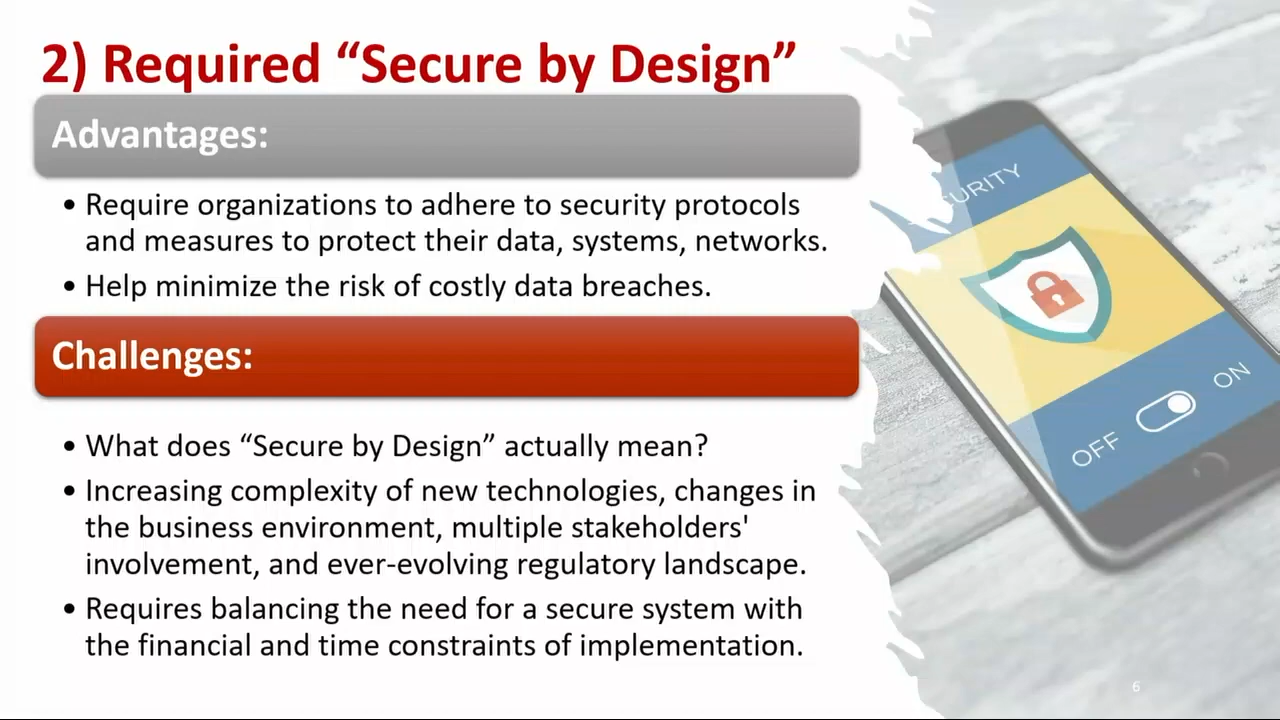 2) Required “Secure by Design”
Advantages:
• Require organizations to adhere to security protocols
and measures to protect their data, systems, networks.
• Help minimize the risk of costly data breaches.
Challenges:
• What does “Secure by Design” actually mean?
• Increasing complexity of new technologies, changes in
the business environment, multiple stakeholders'
involvement, and ever-evolving regulatory landscape.
• Requires balancing the need for a secure system with
the financial and time constraints of implementation.
CURITY
OFF ON
6